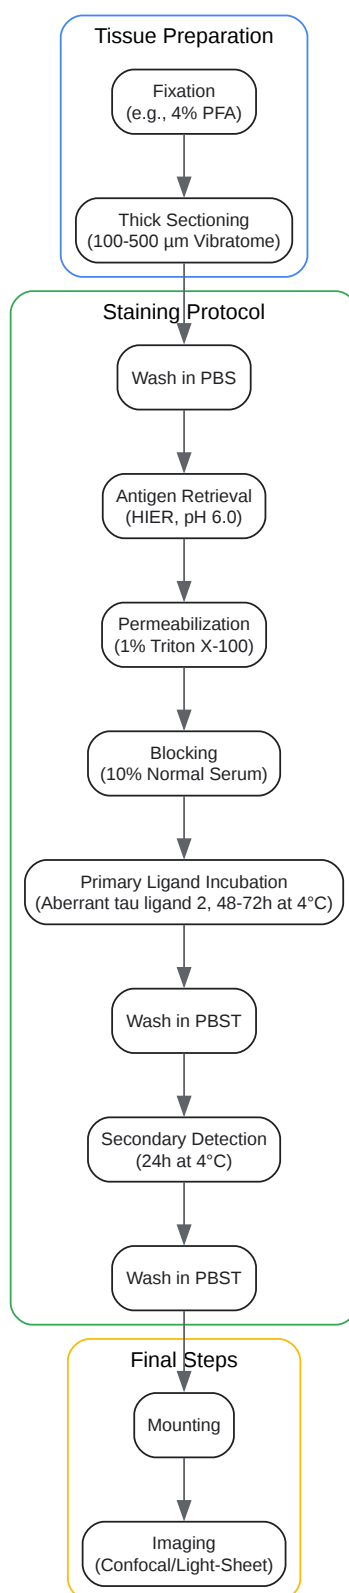 Tissue Preparation
Fixation
(e.g., 4% PFA)
Thick Sectioning
(100-500 µm Vibratome)
Staining Protocol
Wash in PBS
Antigen Retrieval
(HIER, pH 6.0)
Permeabilization
(1% Triton X-100)
Blocking
(10% Normal Serum)
Primary Ligand Incubation
(Aberrant tau ligand 2, 48-72h at 4°C)
Wash in PBST
Secondary Detection
(24h at 4°C)
Wash in PBST
Final Steps
Mounting
Imaging
(Confocal/Light-Sheet)